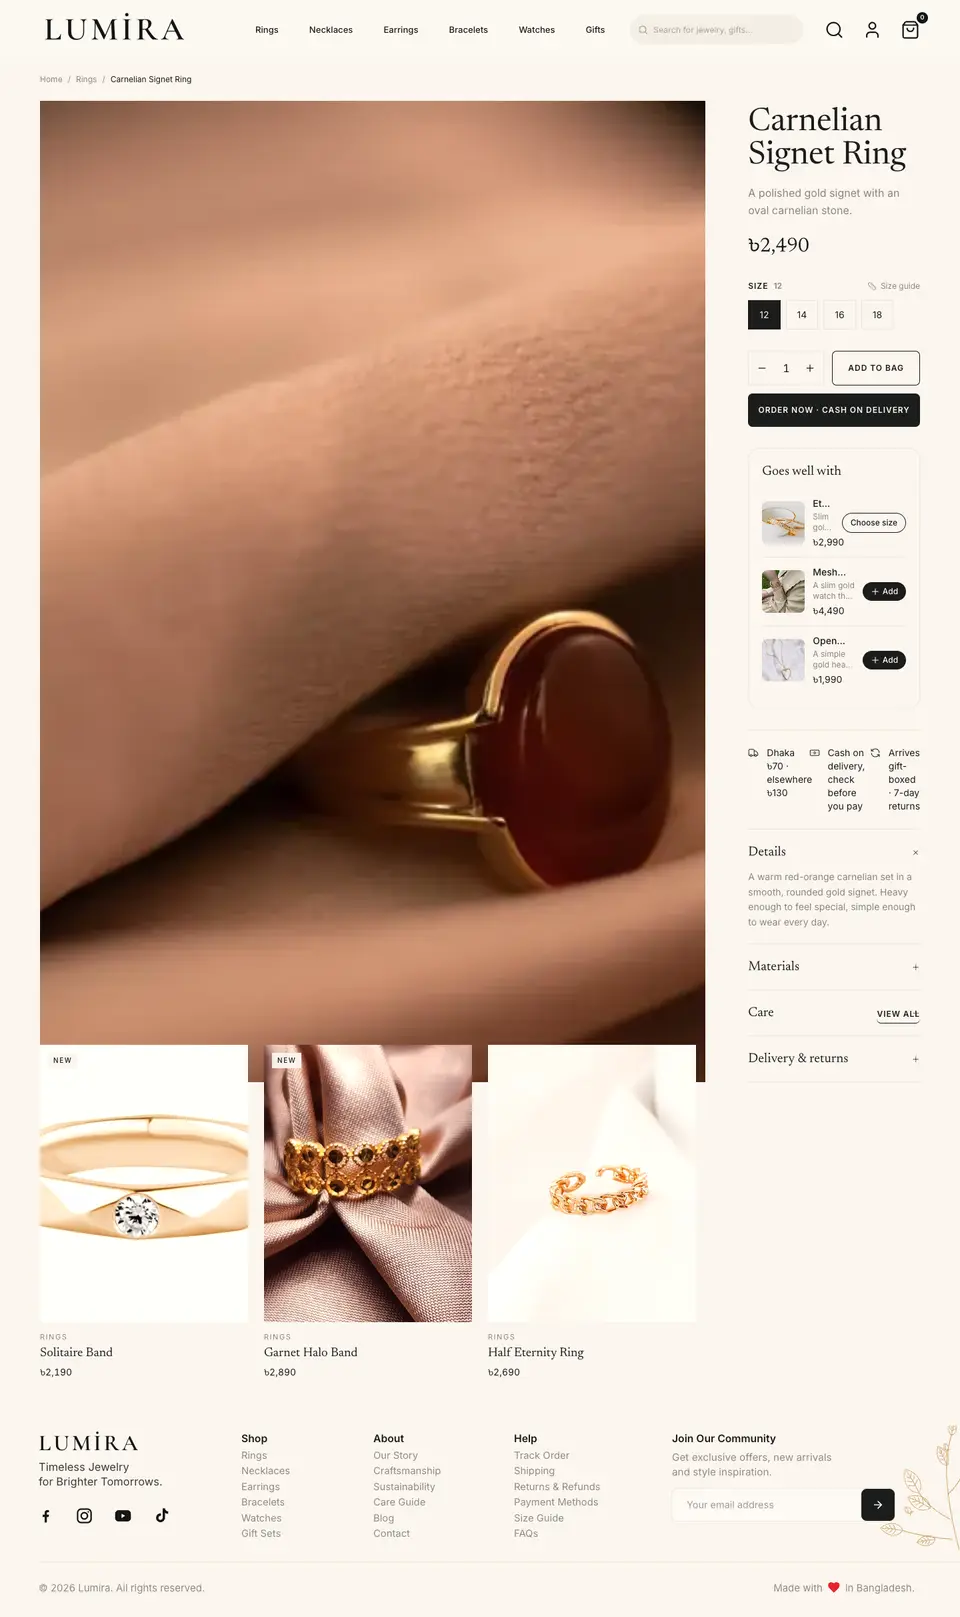 LUMİRA
Rings
Necklaces
Earrings
Bracelets
Watches
Gifts
Search for jewelry, gifts...
0
Home / Rings / Carnelian Signet Ring
Carnelian
Signet Ring
A polished gold signet with an
oval carnelian stone.
৳2,490
SIZE 12
Size guide
12
14
16
18
− 1 +
ADD TO BAG
ORDER NOW · CASH ON DELIVERY
Goes well with
Et...
Slim
gol...
৳2,990
Choose size
Mesh...
A slim gold
watch th...
৳4,490
+ Add
Open...
A simple
gold hea...
৳1,990
+ Add
Dhaka
৳70 ·
elsewhere
৳130
Cash on
delivery,
check
before
you pay
Arrives
gift-
boxed
· 7-day
returns
Details ×
A warm red-orange carnelian set in a
smooth, rounded gold signet. Heavy
enough to feel special, simple enough
to wear every day.
Materials +
Care
VIEW ALL
Delivery & returns +
NEW
NEW
RINGS
Solitaire Band
৳2,190
RINGS
Garnet Halo Band
৳2,890
RINGS
Half Eternity Ring
৳2,690
LUMİRA
Timeless Jewelry
for Brighter Tomorrows.
Shop
Rings
Necklaces
Earrings
Bracelets
Watches
Gift Sets
About
Our Story
Craftsmanship
Sustainability
Care Guide
Blog
Contact
Help
Track Order
Shipping
Returns & Refunds
Payment Methods
Size Guide
FAQs
Join Our Community
Get exclusive offers, new arrivals
and style inspiration.
Your email address
© 2026 Lumira. All rights reserved.
Made with ❤ in Bangladesh.